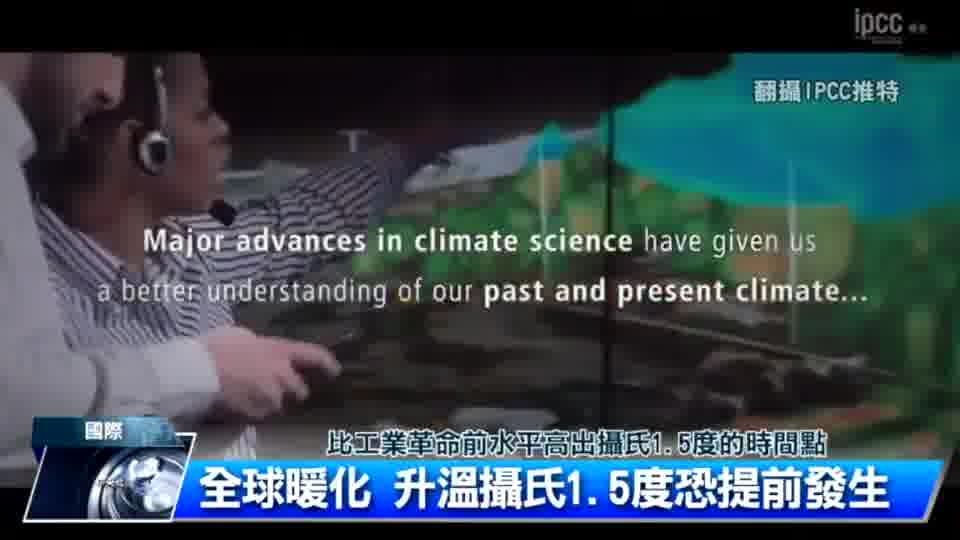 ipcc
翻攝IPCC推特
Major advances in climate science have given us
a better understanding of our past and present climate...
國際
比工業革命前水平高出攝氏1.5度的時間點
全球暖化 升溫攝氏1.5度恐提前發生